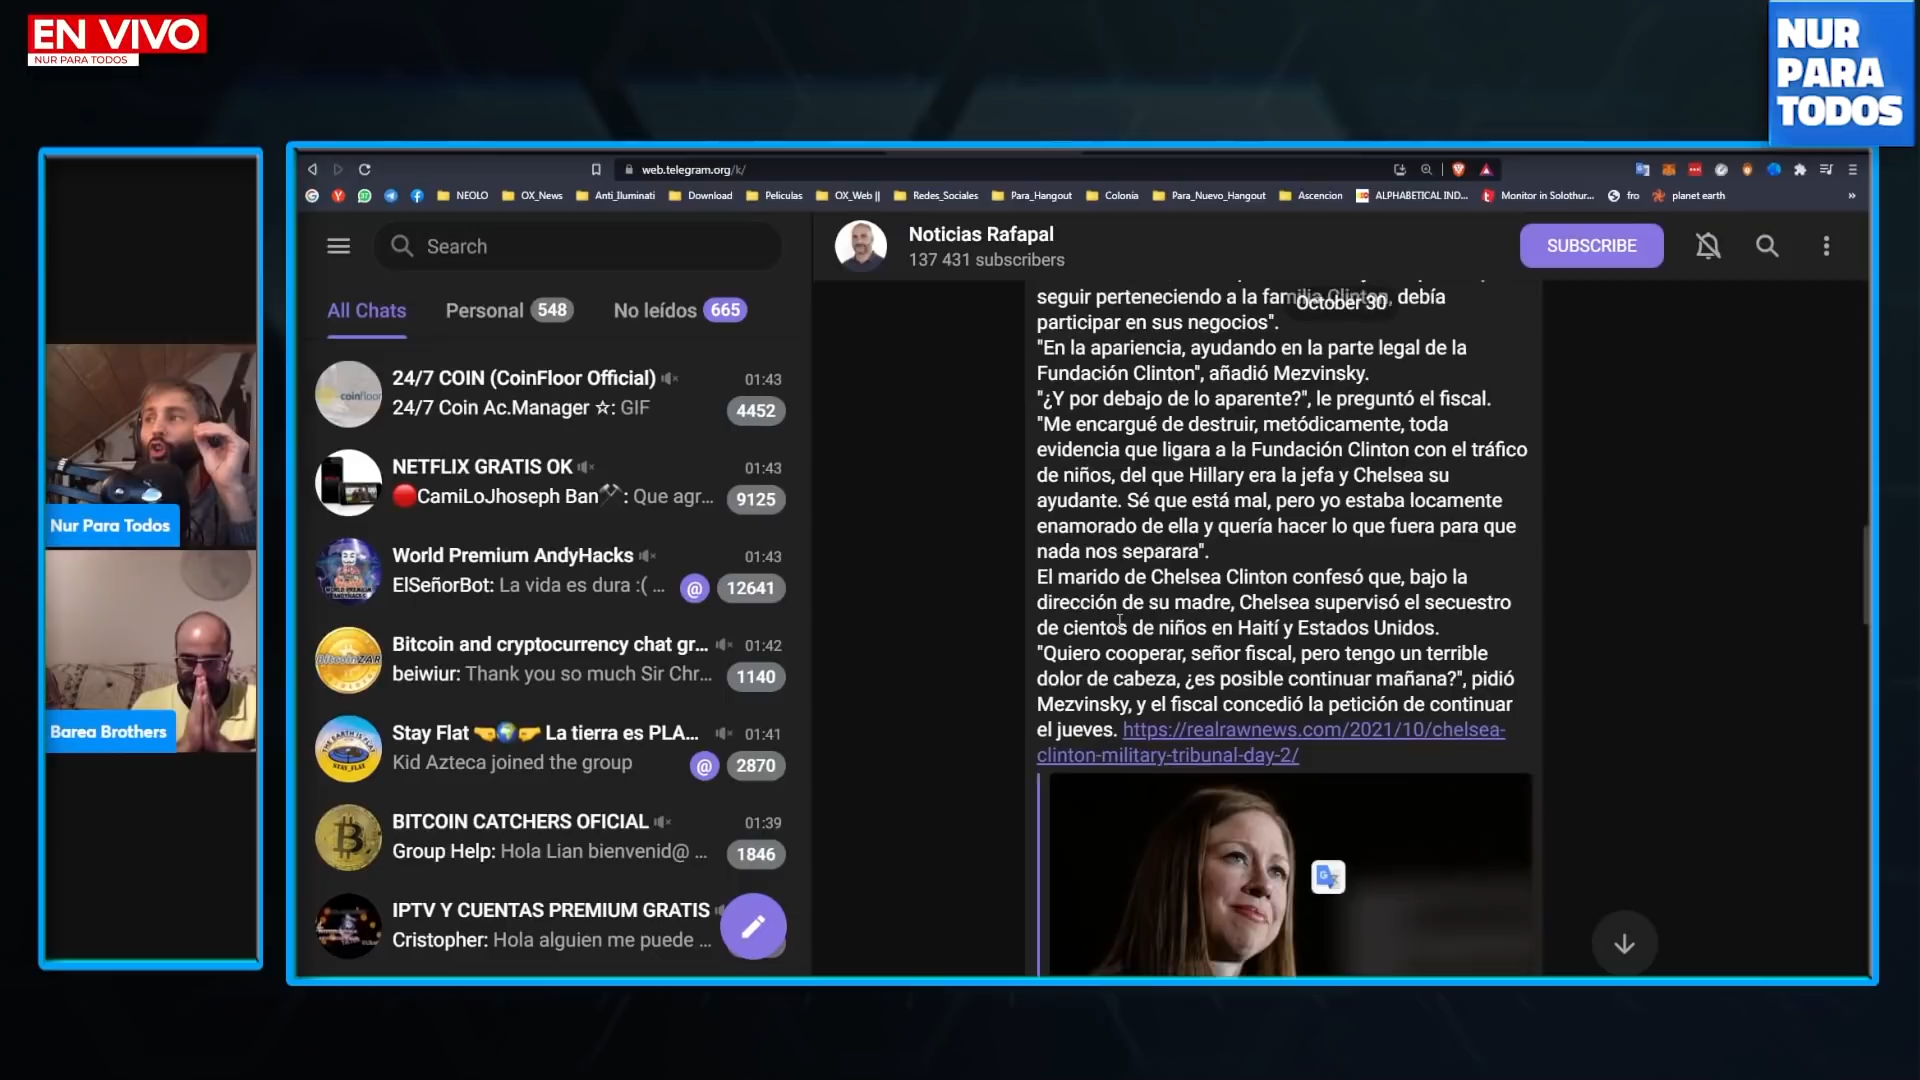 EN VIVO
NUR PARA TODOS
NUR
PARA
TODOS
web.telegram.org/k/
NEOLO
OX_News
Anti_Iluminati
Download
Peliculas
OX_Web ||
Redes_Sociales
Para_Hangout
Colonia
Para_Nuevo_Hangout
Ascencion
ALPHABETICAL IND...
Monitor in Solothur...
fro
planet earth
»
Search
All Chats
Personal 548
No leídos 665
24/7 COIN (CoinFloor Official) 01:43
24/7 Coin Ac.Manager ☆: GIF 4452
NETFLIX GRATIS OK 01:43
🔴CamiLoJhoseph Ban⚒: Que agr... 9125
World Premium AndyHacks 01:43
ElSeñorBot: La vida es dura :( ... @ 12641
Bitcoin and cryptocurrency chat gr... 01:42
beiwiur: Thank you so much Sir Chr... 1140
Stay Flat 🤜🌍🤛 La tierra es PLA... 01:41
Kid Azteca joined the group @ 2870
BITCOIN CATCHERS OFICIAL 01:39
Group Help: Hola Lian bienvenid@ ... 1846
IPTV Y CUENTAS PREMIUM GRATIS
Cristopher: Hola alguien me puede ...
Noticias Rafapal
137 431 subscribers
SUBSCRIBE
October 30
seguir perteneciendo a la familia Clinton, debía
participar en sus negocios".
"En la apariencia, ayudando en la parte legal de la
Fundación Clinton", añadió Mezvinsky.
"¿Y por debajo de lo aparente?", le preguntó el fiscal.
"Me encargué de destruir, metódicamente, toda
evidencia que ligara a la Fundación Clinton con el tráfico
de niños, del que Hillary era la jefa y Chelsea su
ayudante. Sé que está mal, pero yo estaba locamente
enamorado de ella y quería hacer lo que fuera para que
nada nos separara".
El marido de Chelsea Clinton confesó que, bajo la
dirección de su madre, Chelsea supervisó el secuestro
de cientos de niños en Haití y Estados Unidos.
"Quiero cooperar, señor fiscal, pero tengo un terrible
dolor de cabeza, ¿es posible continuar mañana?", pidió
Mezvinsky, y el fiscal concedió la petición de continuar
el jueves. https://realrawnews.com/2021/10/chelsea-
clinton-military-tribunal-day-2/
Nur Para Todos
Barea Brothers